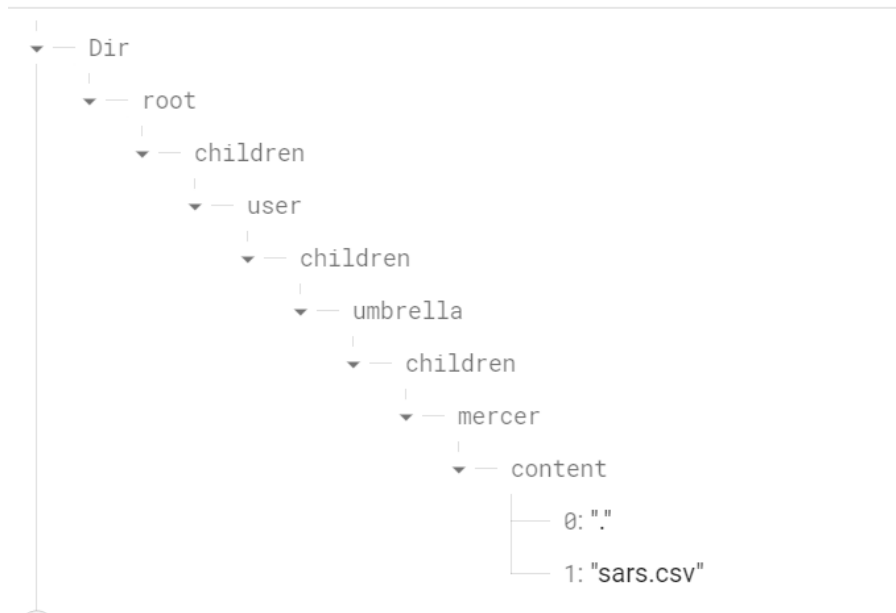 Dir
root
children
user
children
umbrella
children
mercer
content
0: "."
1: "sars.csv"